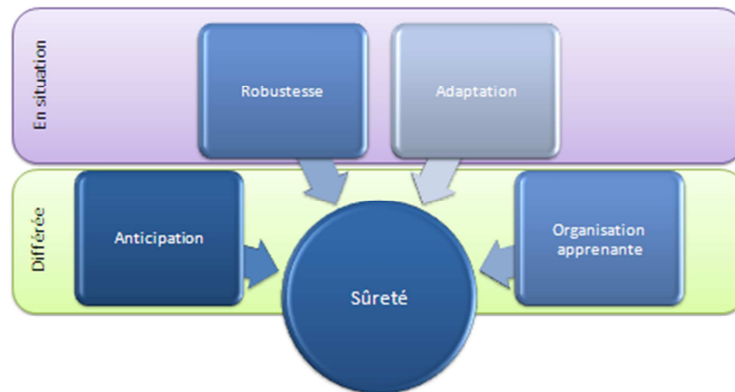 En situation
Robustesse
Adaptation
Différée
Anticipation
Organisation
apprenante
Sûreté